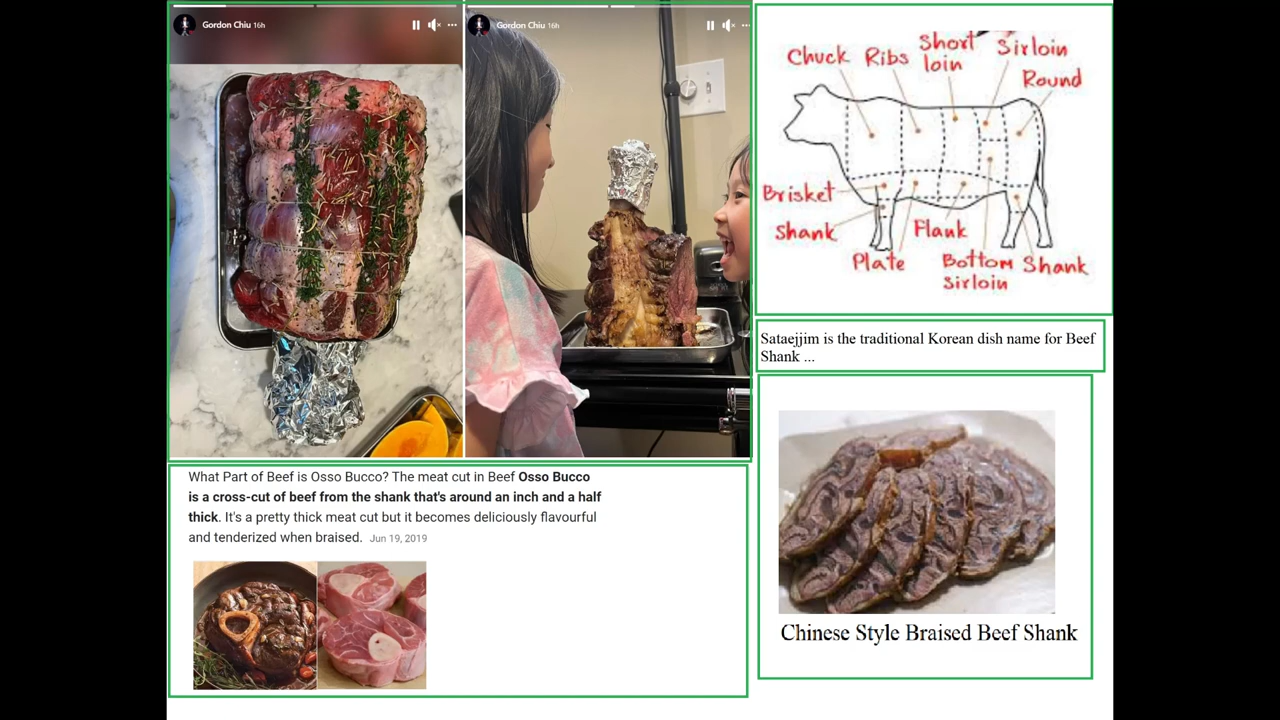 Gordon Chiu 16h
Gordon Chiu 16h
Chuck Ribs Short loin Sirloin
Round
Brisket
Shank
Flank
Plate
Bottom sirloin
Shank
Sataejjim is the traditional Korean dish name for Beef
Shank ...
What Part of Beef is Osso Bucco? The meat cut in Beef Osso Bucco
is a cross-cut of beef from the shank that's around an inch and a half
thick. It's a pretty thick meat cut but it becomes deliciously flavourful
and tenderized when braised. Jun 19, 2019
Chinese Style Braised Beef Shank